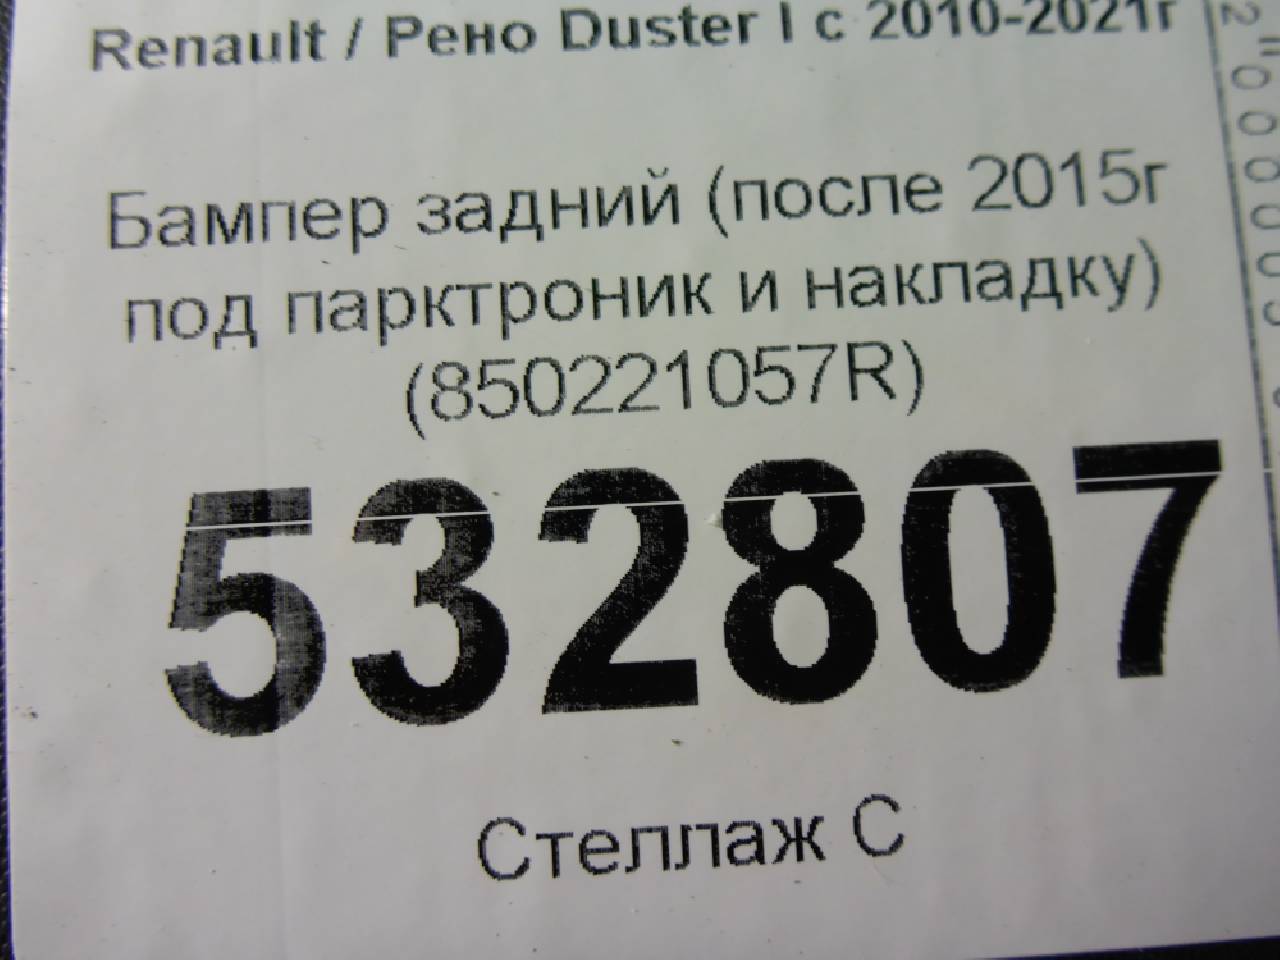 Renault / Рено Duster I с 2010-2021г
Бампер задний (после 2015г
под парктроник и накладку)
(850221057R)
532807
Стеллаж С